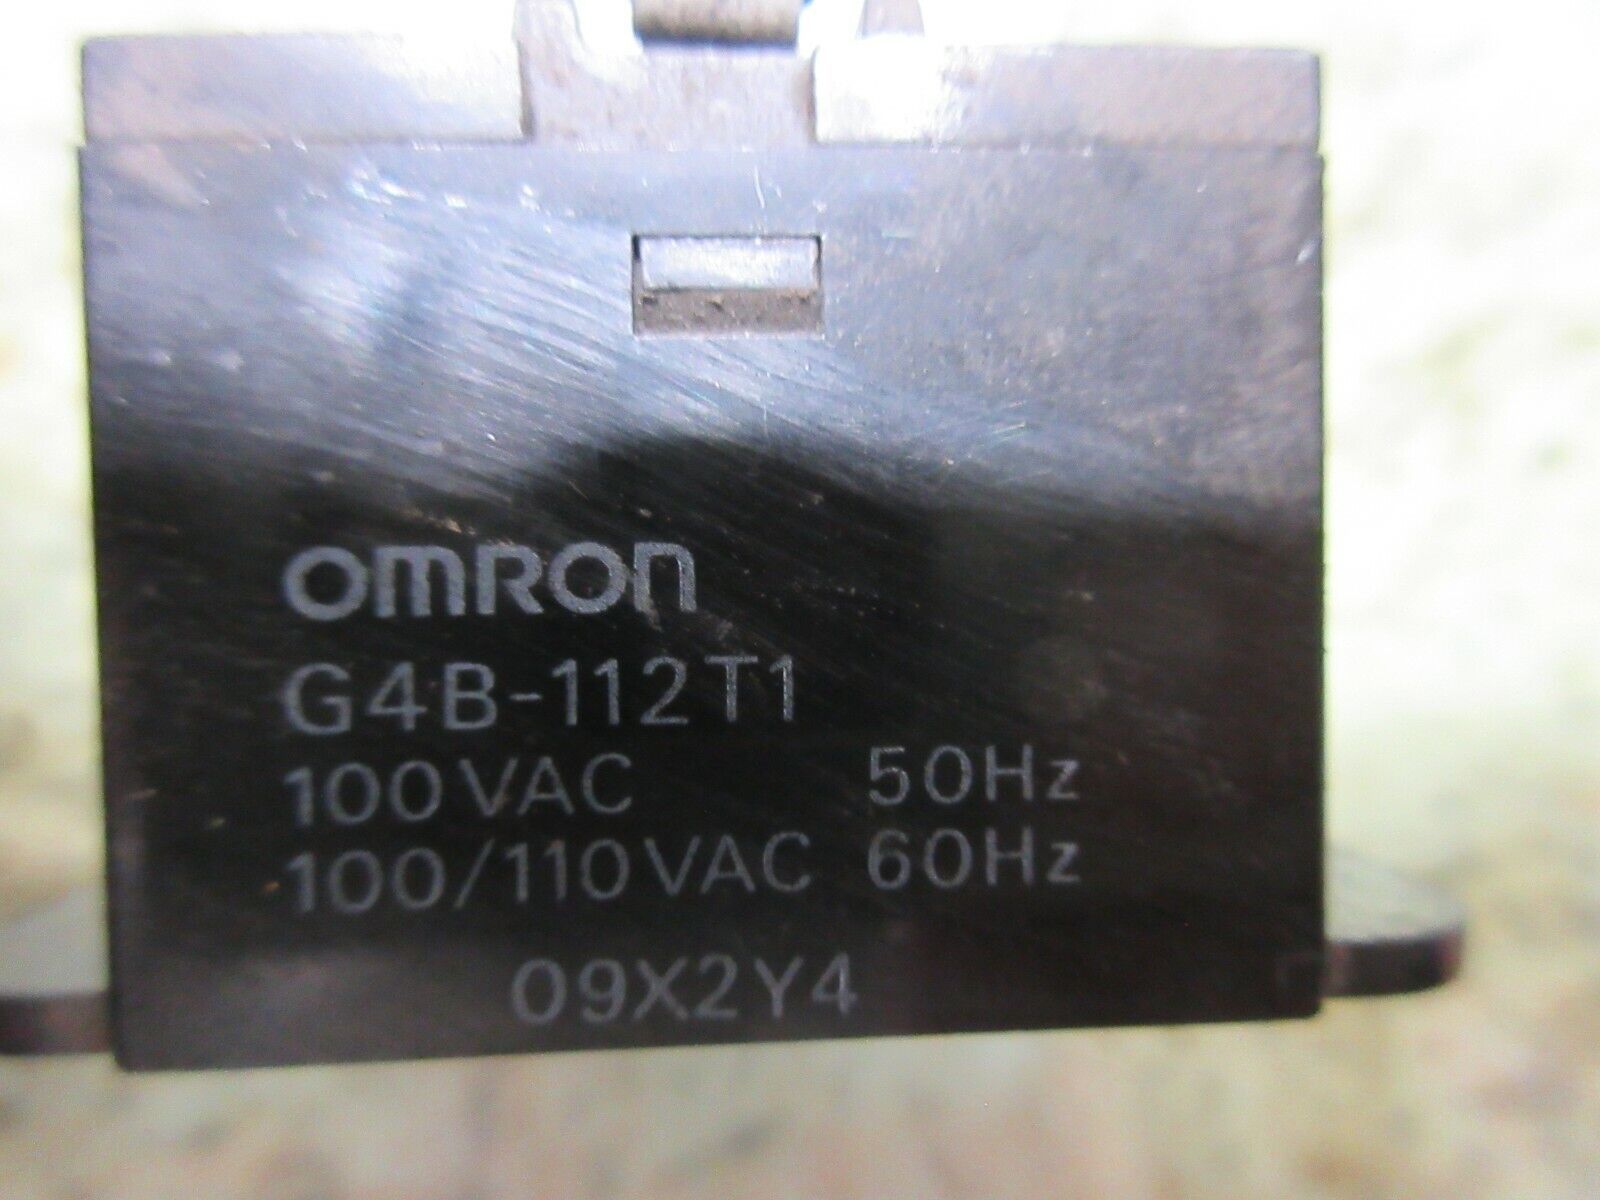 omron
G4B-112T1
100VAC 50Hz
100/110VAC 60Hz
09X2Y4